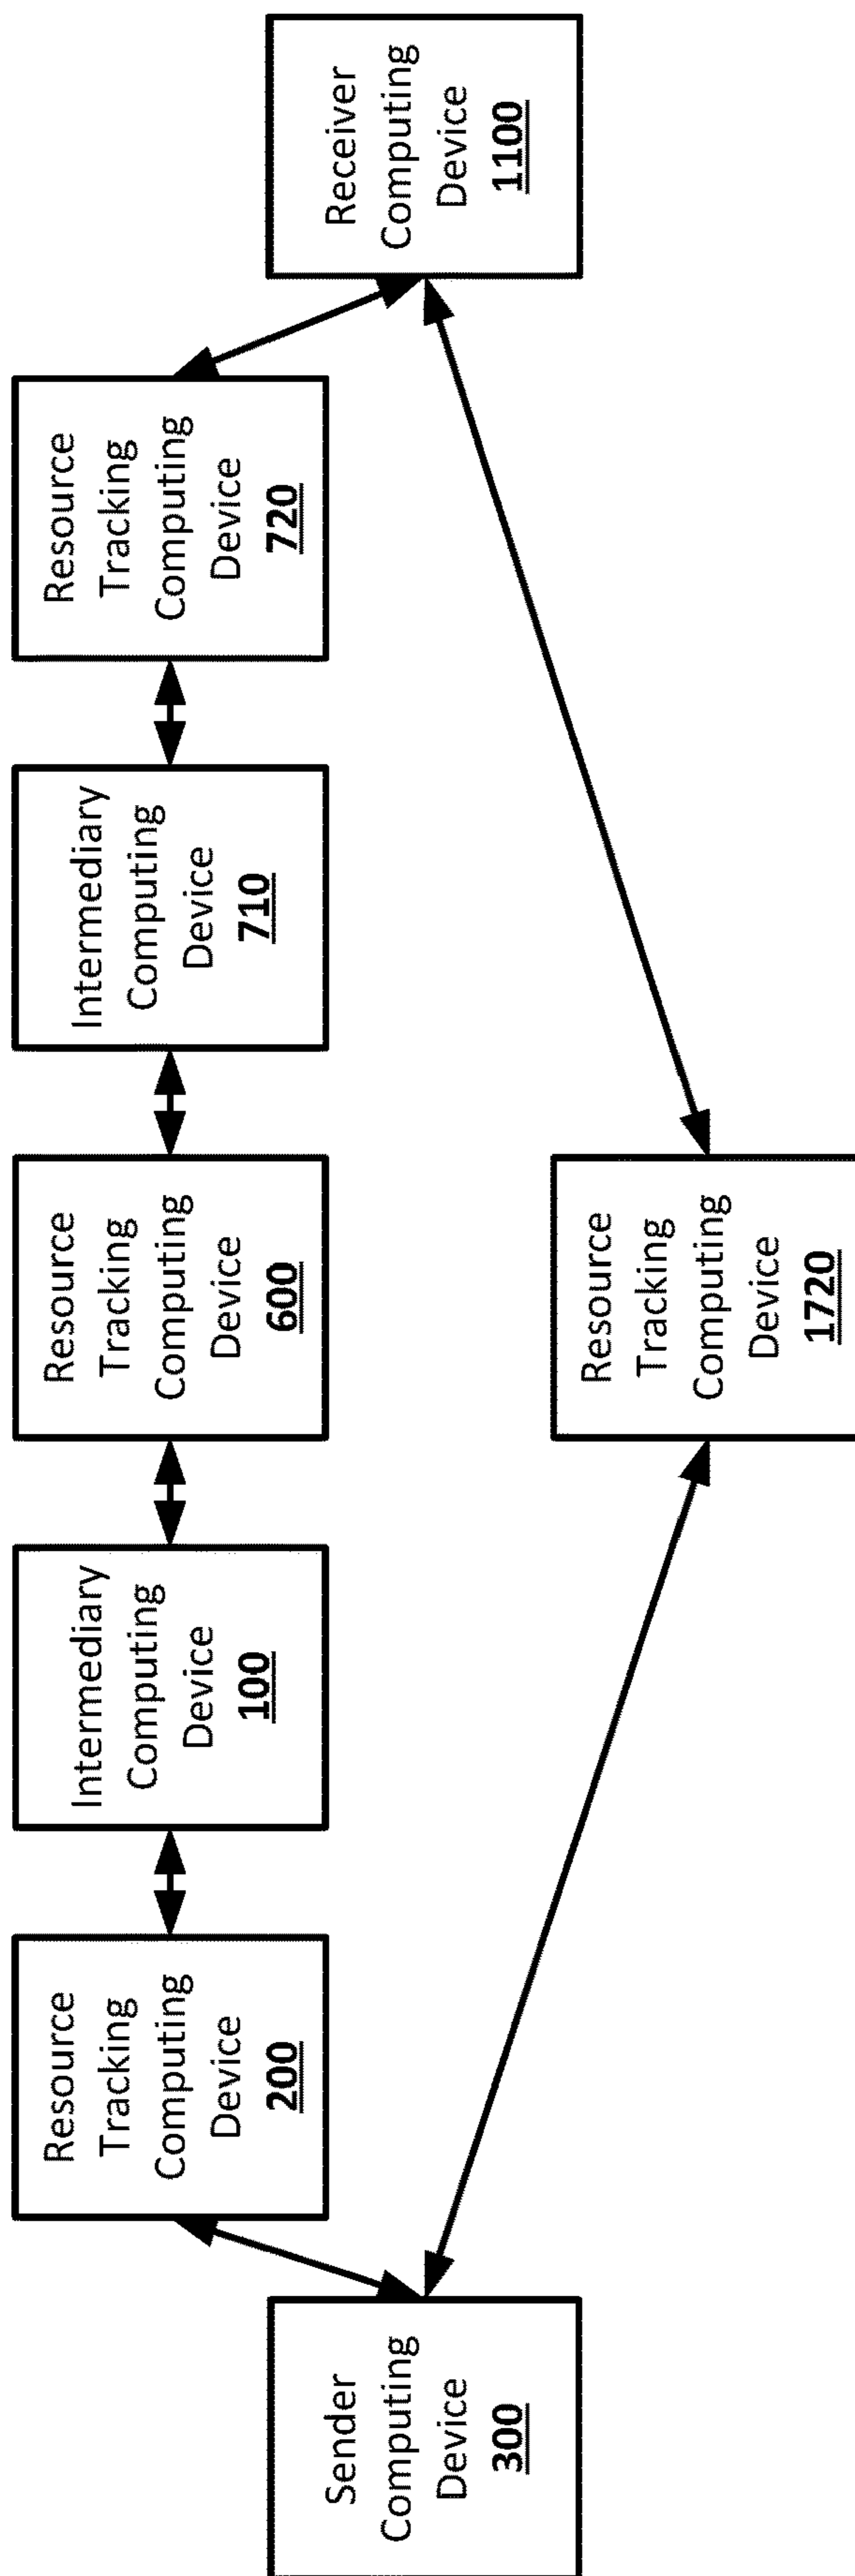 Sender
Computing
Device
300
Resource
Tracking
Computing
Device
200
Intermediary
Computing
Device
100
Resource
Tracking
Computing
Device
600
Intermediary
Computing
Device
710
Resource
Tracking
Computing
Device
720
Receiver
Computing
Device
1100
Resource
Tracking
Computing
Device
1720